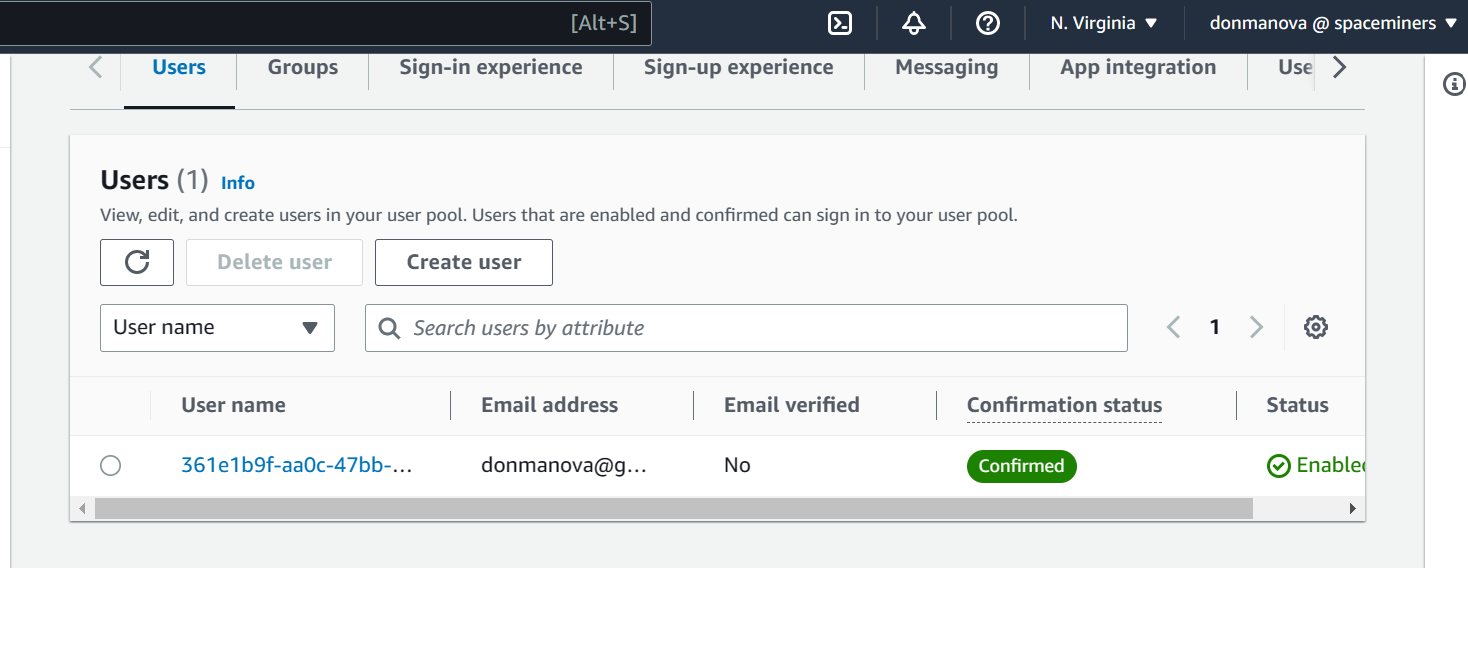 [Alt+S] N. Virginia donmanova @ spaceminers
Users Groups Sign-in experience Sign-up experience Messaging App integration Use
Users (1) Info
View, edit, and create users in your user pool. Users that are enabled and confirmed can sign in to your user pool.
Delete user Create user
User name Search users by attribute 1
User name Email address Email verified Confirmation status Status
361e1b9f-aa0c-47bb-... donmanova@g... No Confirmed Enabled